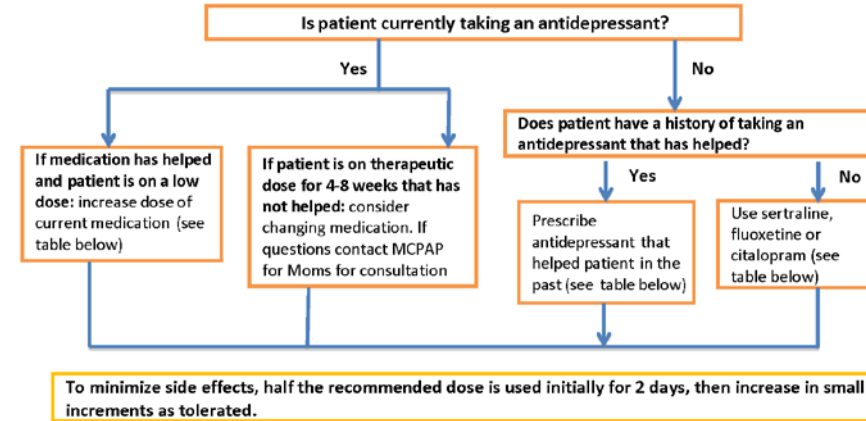 Is patient currently taking an antidepressant?
Yes
No
Does patient have a history of taking an
antidepressant that has helped?
If medication has helped
and patient is on a low
dose: increase dose of
current medication (see
table below)
If patient is on therapeutic
dose for 4-8 weeks that has
not helped: consider
changing medication. If
questions contact MCPAP
for Moms for consultation
Yes
No
Prescribe
antidepressant that
helped patient in the
past (see table below)
Use sertraline,
fluoxetine or
citalopram (see
table below)
To minimize side effects, half the recommended dose is used initially for 2 days, then increase in small
increments as tolerated.